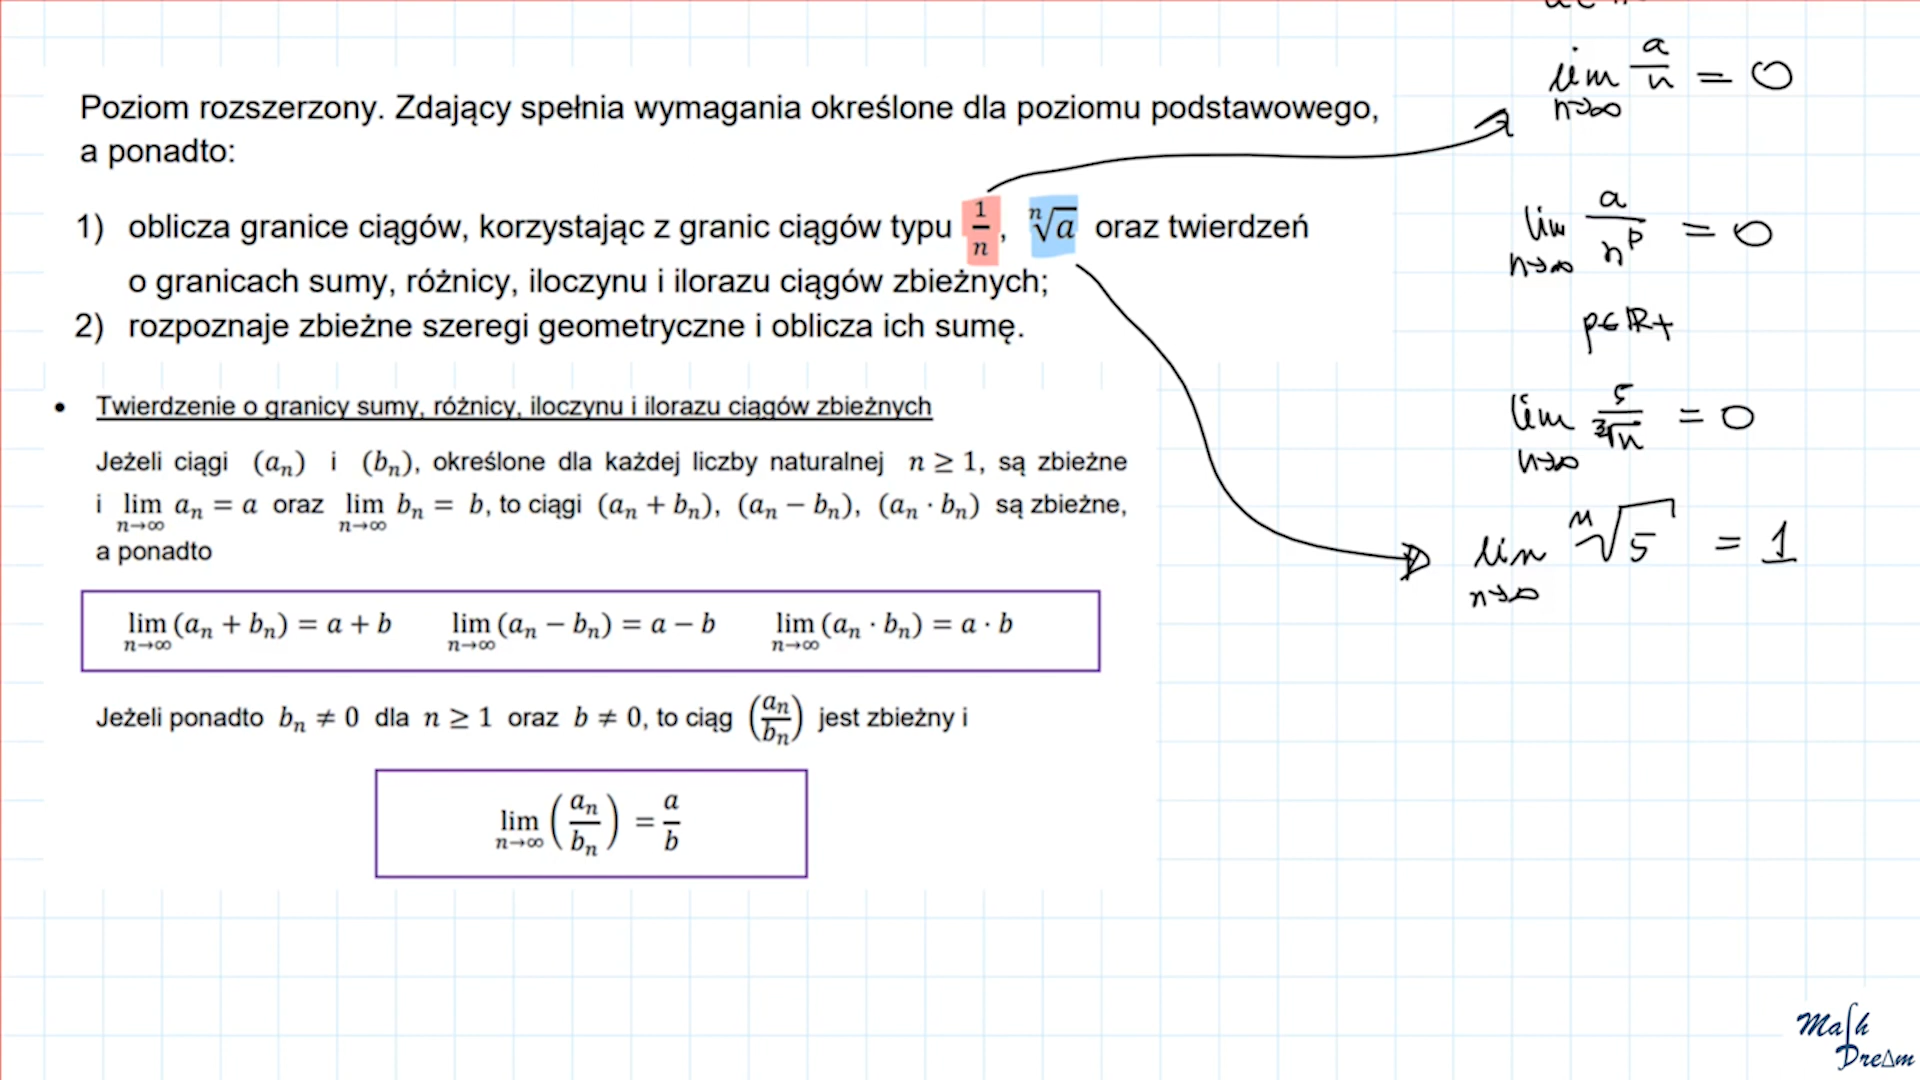 Poziom rozszerzony. Zdający spełnia wymagania określone dla poziomu podstawowego,
a ponadto:
1) oblicza granice ciągów, korzystając z granic ciągów typu 1/n, ⁿ√a oraz twierdzeń
o granicach sumy, różnicy, iloczynu i ilorazu ciągów zbieżnych;
2) rozpoznaje zbieżne szeregi geometryczne i oblicza ich sumę.
• Twierdzenie o granicy sumy, różnicy, iloczynu i ilorazu ciągów zbieżnych
Jeżeli ciągi (aₙ) i (bₙ), określone dla każdej liczby naturalnej n ≥ 1, są zbieżne
i lim n→∞ aₙ = a oraz lim n→∞ bₙ = b, to ciągi (aₙ + bₙ), (aₙ − bₙ), (aₙ · bₙ) są zbieżne,
a ponadto
lim n→∞ (aₙ + bₙ) = a + b lim n→∞ (aₙ − bₙ) = a − b lim n→∞ (aₙ · bₙ) = a · b
Jeżeli ponadto bₙ ≠ 0 dla n ≥ 1 oraz b ≠ 0, to ciąg (aₙ/bₙ) jest zbieżny i
lim n→∞ (aₙ/bₙ) = a/b
lim n→∞ a/n = 0
lim n→∞ a/n^p = 0
p∈ℝ+
lim n→∞ 5/³√n = 0
lim n→∞ ⁿ√5 = 1
Math
Dream